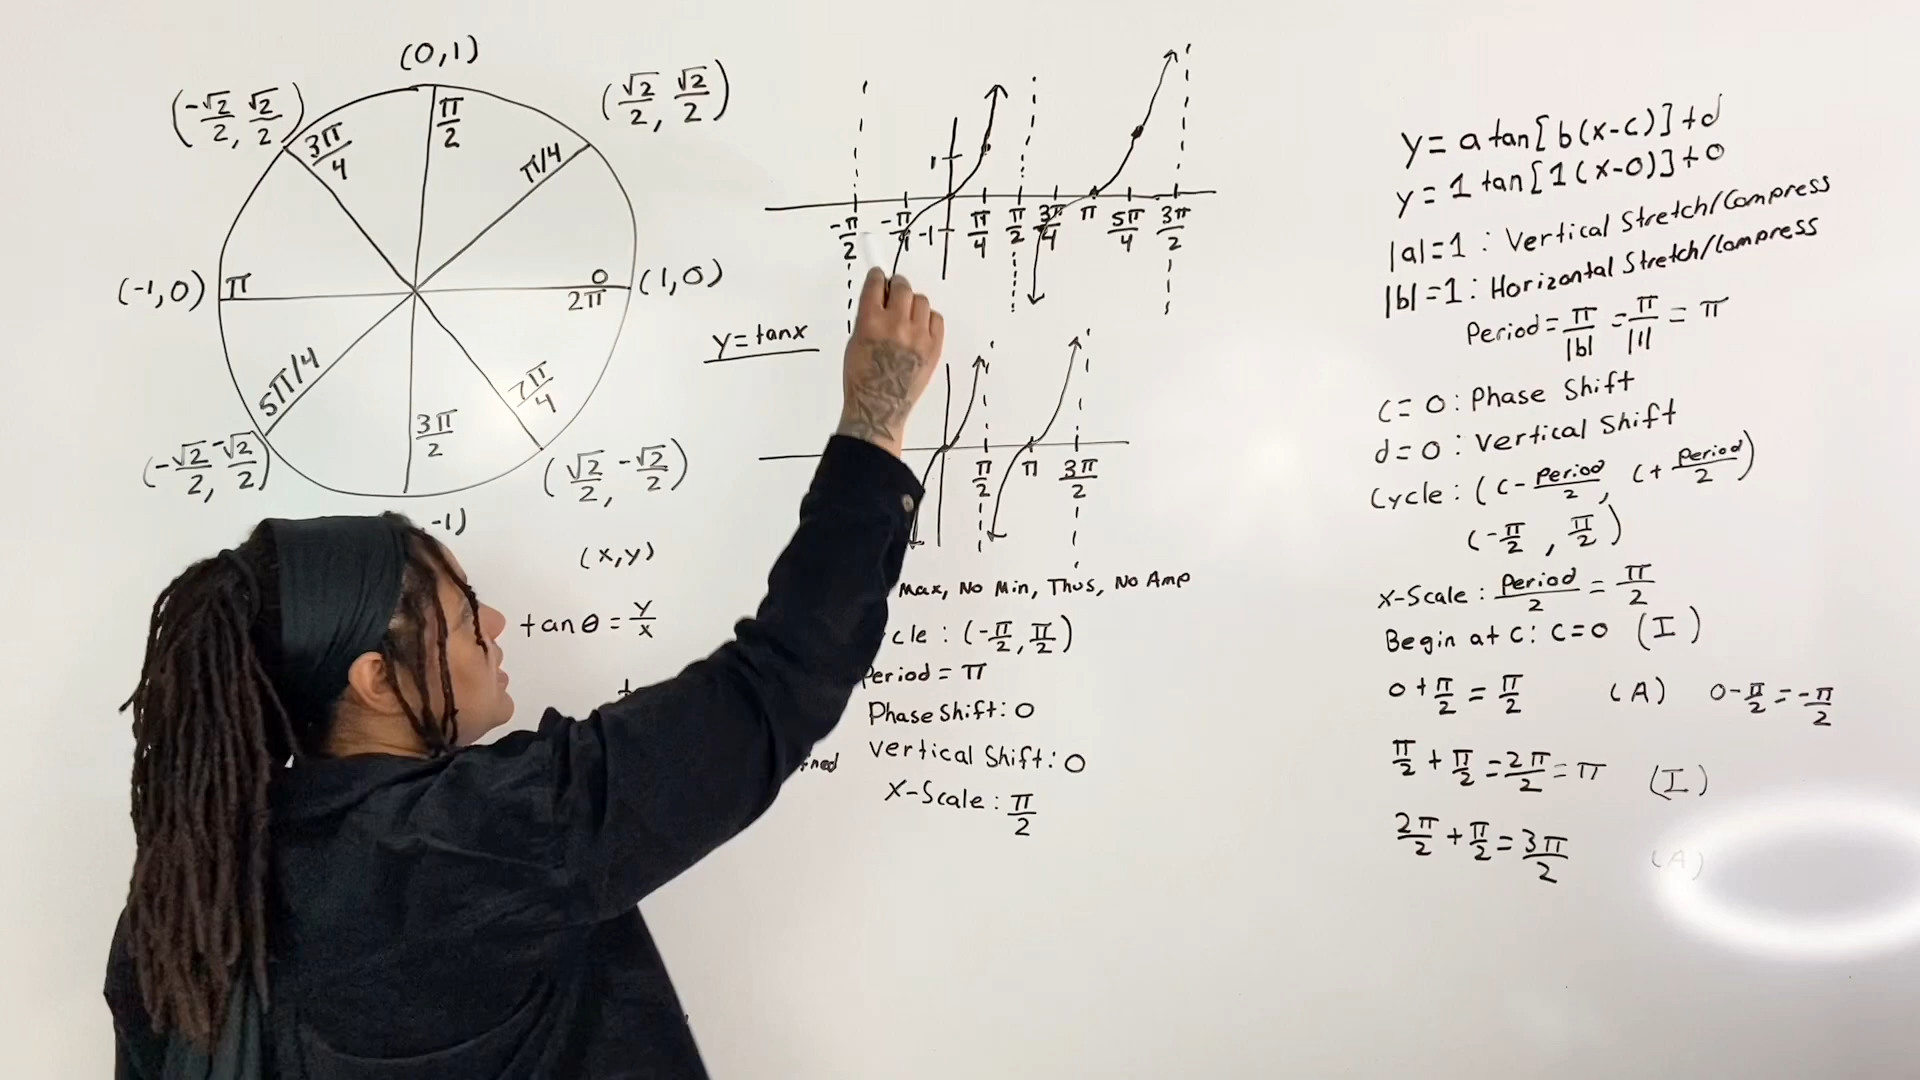 (0,1)
(-√2/2, √2/2)
(√2/2, √2/2)
3π/4
π/2
π/4
(-1,0)
π
0
2π
(1,0)
5π/4
3π/2
7π/4
(-√2/2, -√2/2)
(√2/2, -√2/2)
, -1)
(x,y)
tan θ = y/x
1
-π/2 -π/4 -1 π/4 π/2 3π/4 π 5π/4 3π/2
y = tanx
π/2 π 3π/2
Max, No Min, Thus, No Amp
cle : (-π/2, π/2)
Period = π
Phase Shift: 0
Vertical Shift: 0
ined
X-Scale : π/2
y = a tan[b(x-c)]+d
y = 1 tan[1(x-0)]+0
|a|=1 : Vertical Stretch/Compress
|b|=1 : Horizontal Stretch/Compress
Period = π/|b| = π/|1| = π
c = 0 : Phase Shift
d = 0 : Vertical Shift
Cycle : (c - Period/2, c + Period/2)
(-π/2, π/2)
X-Scale : Period/2 = π/2
Begin at C: C=0 (I)
0 + π/2 = π/2 (A) 0 - π/2 = -π/2
π/2 + π/2 = 2π/2 = π (I)
2π/2 + π/2 = 3π/2 (A)